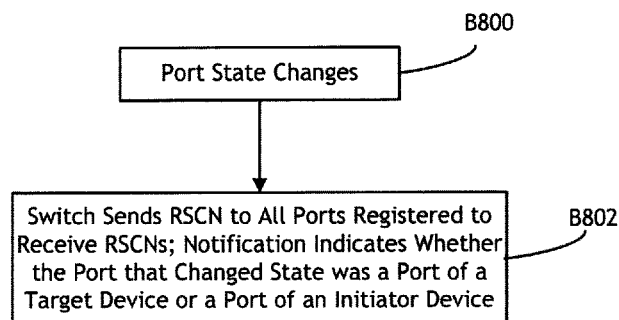 B800
Port State Changes
Switch Sends RSCN to All Ports Registered to
Receive RSCNs; Notification Indicates Whether
the Port that Changed State was a Port of a
Target Device or a Port of an Initiator Device
B802